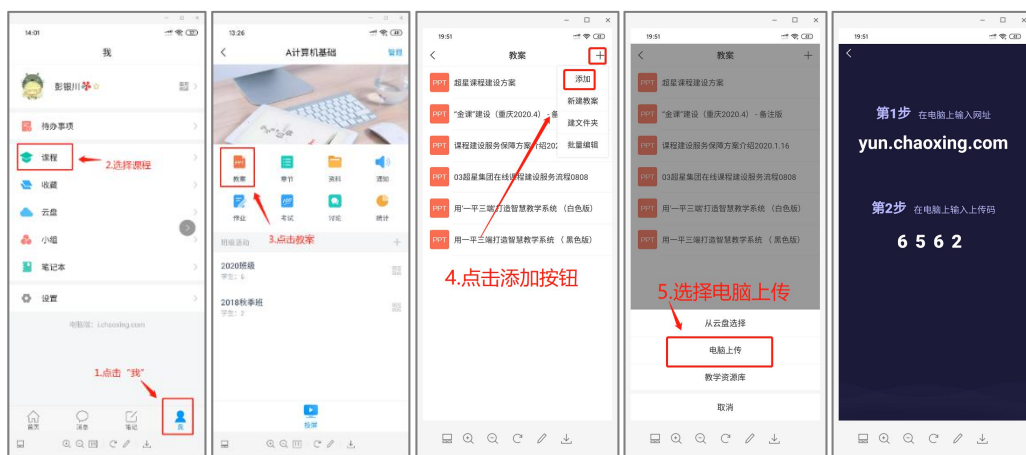 14:01
我
彭银川
待办事项
课程
2.选择课程
收藏
云盘
小组
笔记本
设置
电脑端：i.chaoxing.com
1.点击“我”
首页
消息
笔记
我
13:26
A计算机基础
管理
教案
章节
资料
通知
作业
考试
讨论
统计
3.点击教案
班级活动
2020班级
学生：6
2018秋季班
学生：2
投屏
19:51
教案
添加
新建教案
建文件夹
批量编辑
PPT 超星课程建设方案
PPT “金课”建设（重庆2020.4）- 备
PPT 课程建设服务保障方案介绍202
PPT 03超星集团在线课程建设服务流程0808
PPT 用'一平三端'打造智慧教学系统 （白色版）
PPT 用一平三端打造智慧教学系统 （ 黑色版）
4.点击添加按钮
19:51
教案
PPT 超星课程建设方案
PPT “金课”建设（重庆2020.4）- 备注版
PPT 课程建设服务保障方案介绍2020.1.16
PPT 03超星集团在线课程建设服务流程0808
PPT 用'一平三端'打造智慧教学系统 （白色版）
PPT 用一平三端打造智慧教学系统 （ 黑色版）
5.选择电脑上传
从云盘选择
电脑上传
教学资源库
取消
19:51
第1步 在电脑上输入网址
yun.chaoxing.com
第2步 在电脑上输入上传码
6 5 6 2